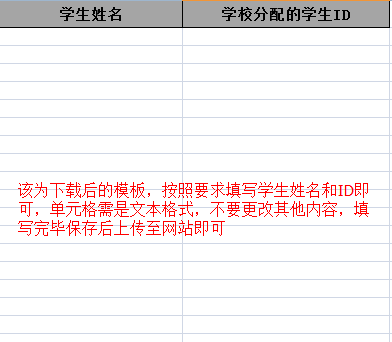 学生姓名 学校分配的学生ID
该为下载后的模板，按照要求填写学生姓名和ID即
可，单元格需是文本格式，不要更改其他内容，填
写完毕保存后上传至网站即可